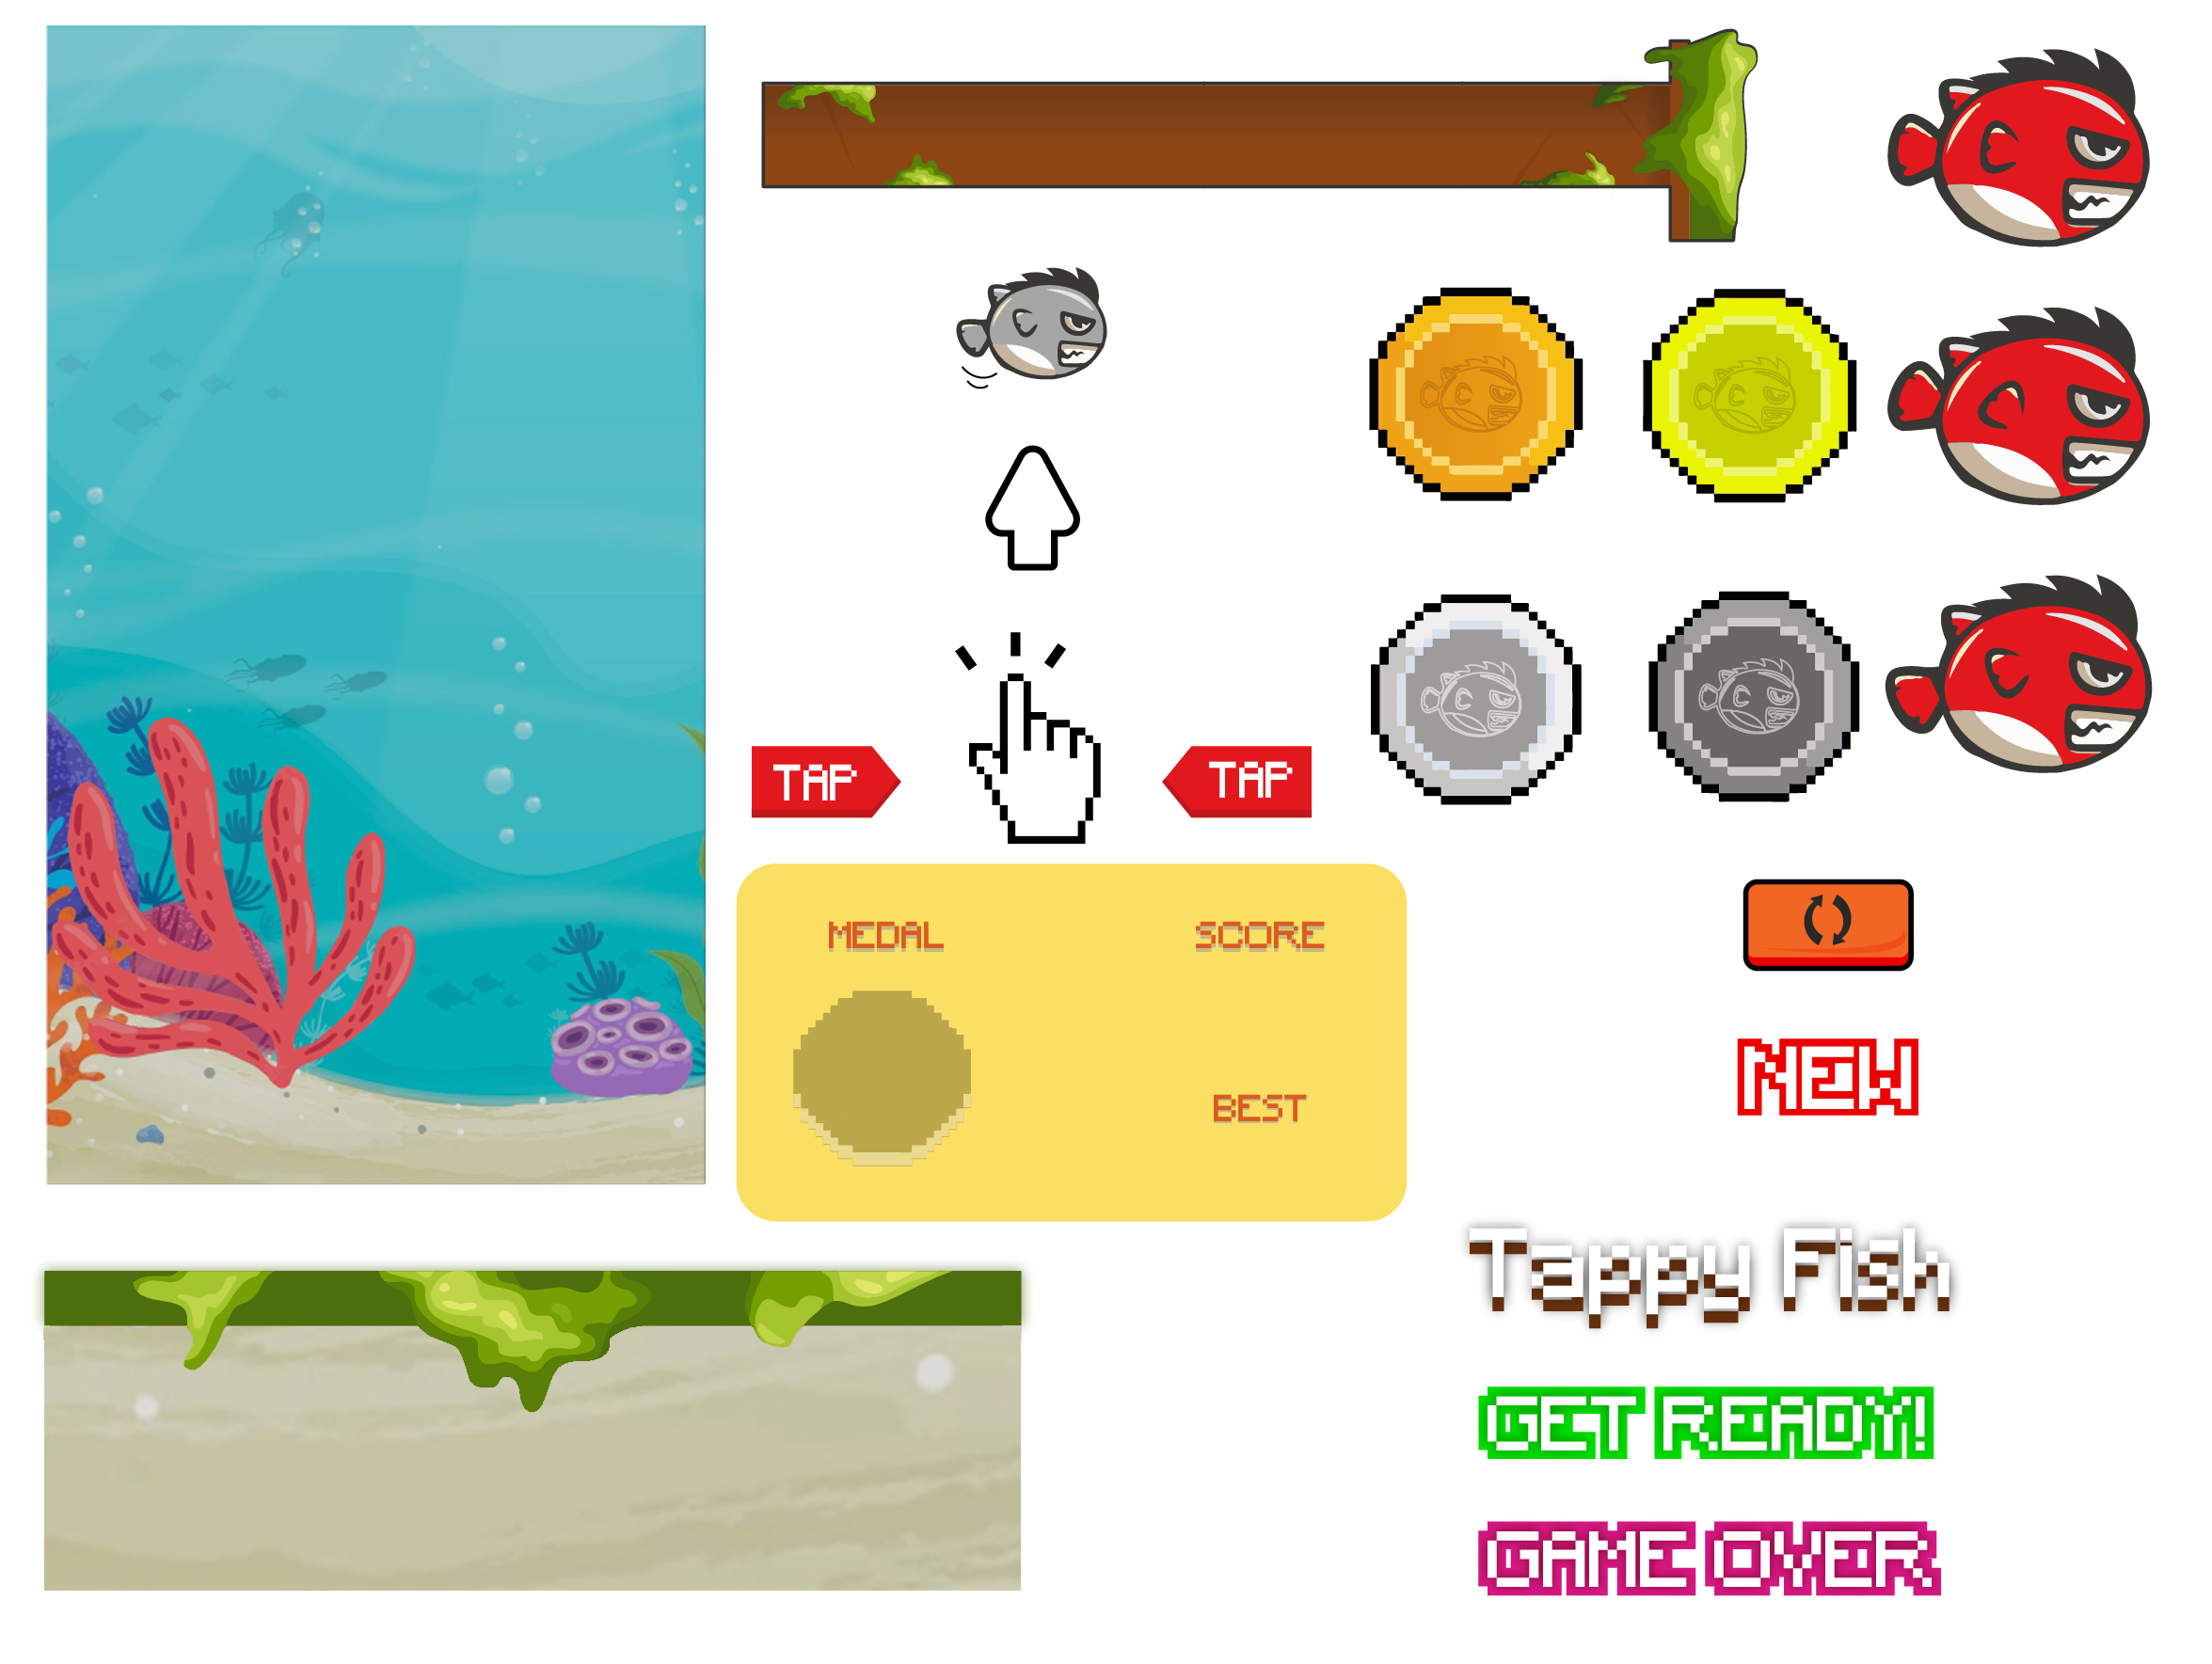 TAP
TAP
MEDAL
SCORE
BEST
NEW
Tappy Fish
GET READY!
GAME OVER